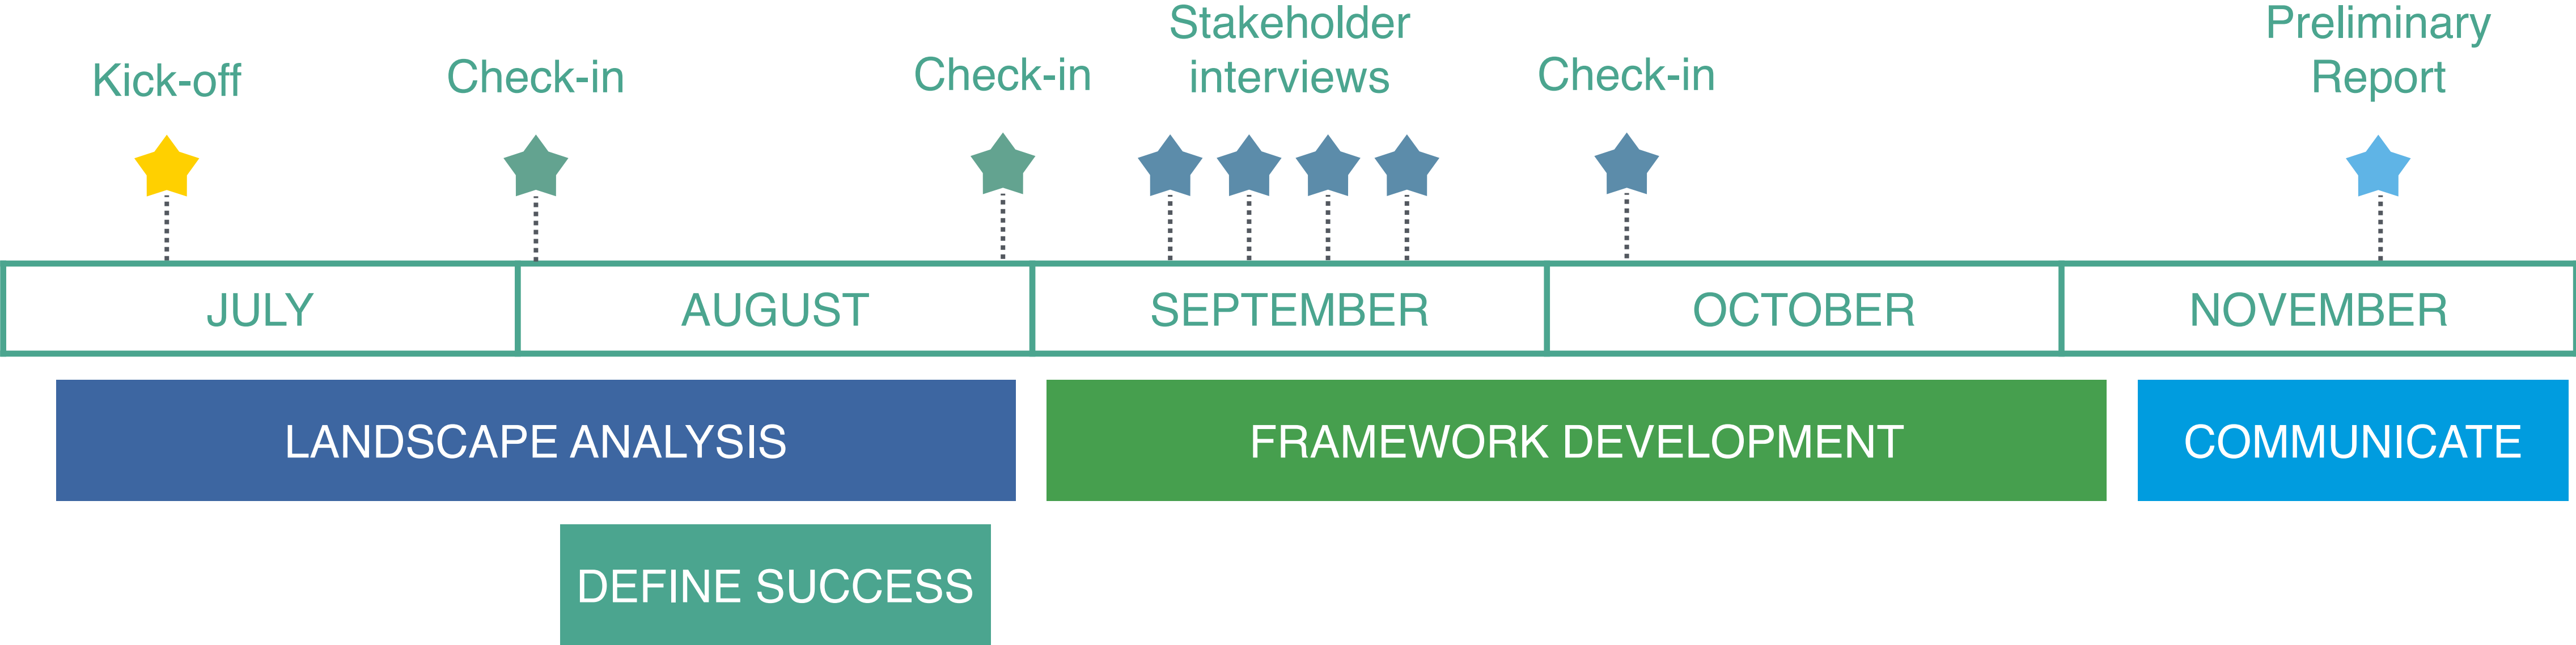 Kick-off
Check-in
Check-in
Stakeholder
interviews
Check-in
Preliminary
Report
JULY
AUGUST
SEPTEMBER
OCTOBER
NOVEMBER
LANDSCAPE ANALYSIS
FRAMEWORK DEVELOPMENT
COMMUNICATE
DEFINE SUCCESS